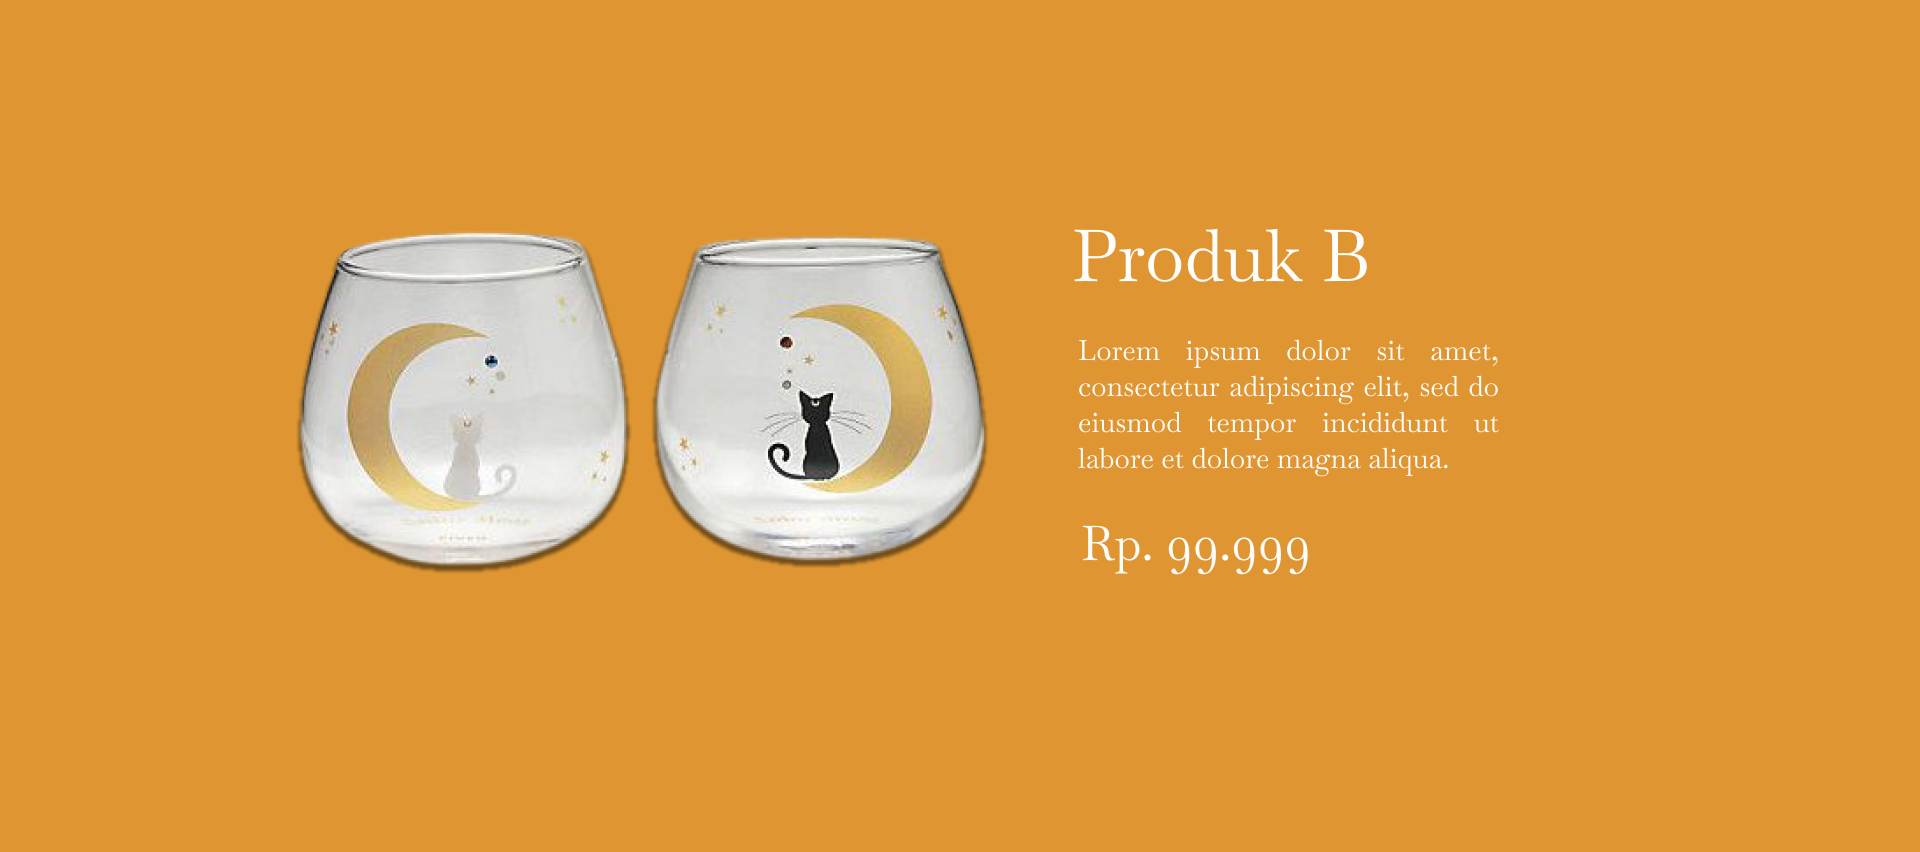 Produk B
Lorem ipsum dolor sit amet,
consectetur adipiscing elit, sed do
eiusmod tempor incididunt ut
labore et dolore magna aliqua.
Rp. 99.999